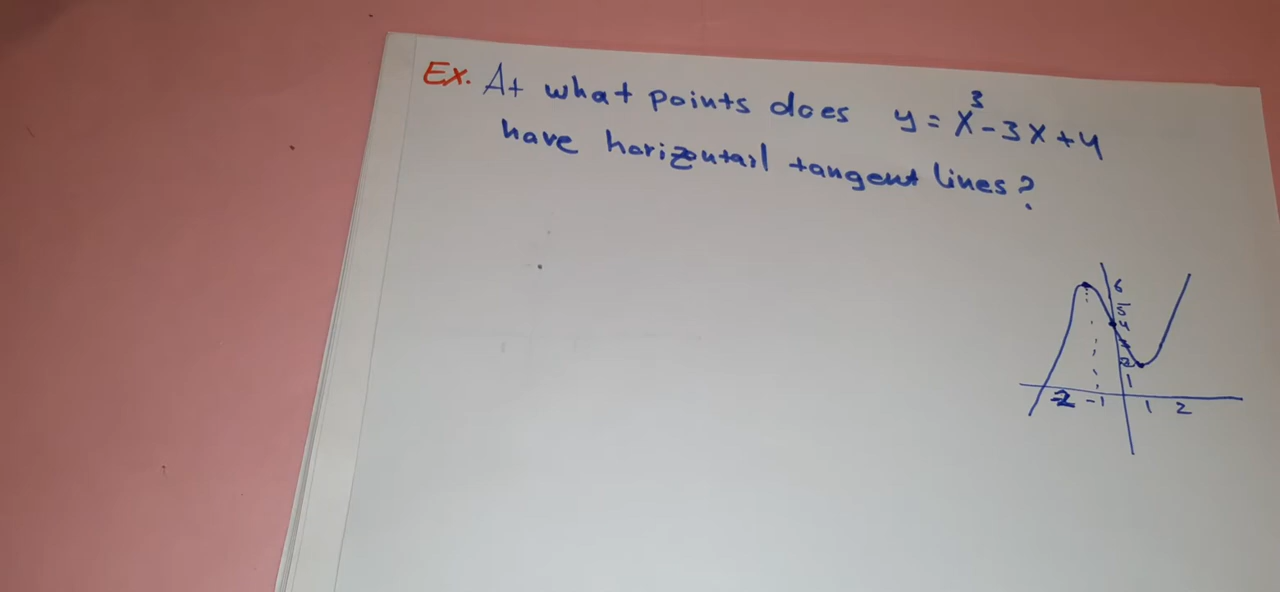 Ex. At what points does y = x³ - 3x + 4
have horizontal tangent lines?
6
5
4
2
1
-2 -1 1 2